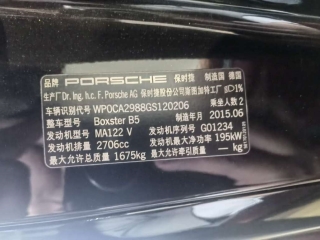 品牌 PORSCHE 保时捷 制造国 德国
生产厂 Dr. Ing. h.c. F. Porsche AG 保时捷股份公司斯图加特工厂 1%
车辆识别代号 WP0CA2988GS120206 乘坐人数 2
整车型号 Boxster B5 制造年月 2015.06
发动机型号 MA122 V 发动机序列号 G01234
发动机排量 2706cc 发动机最大净功率 195kW
最大允许总质量 1675kg 最大允许牵引质量 — kg